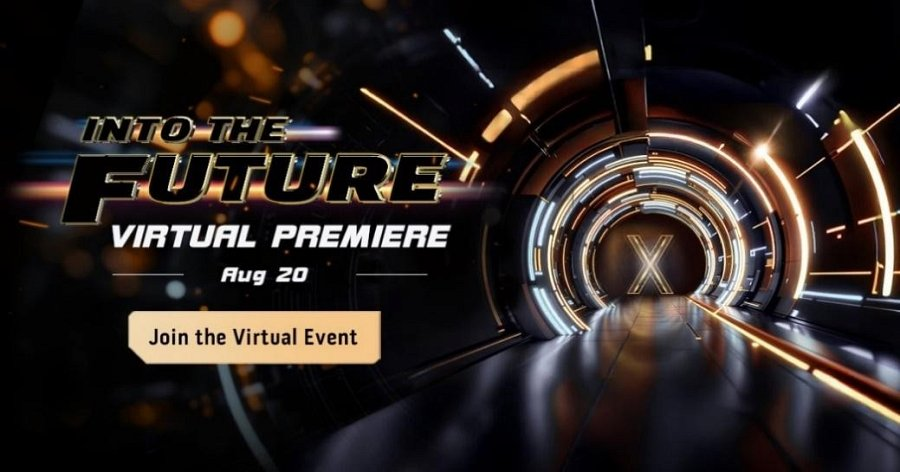 INTO THE
FUTURE
VIRTUAL PREMIERE
Aug 20
Join the Virtual Event
X